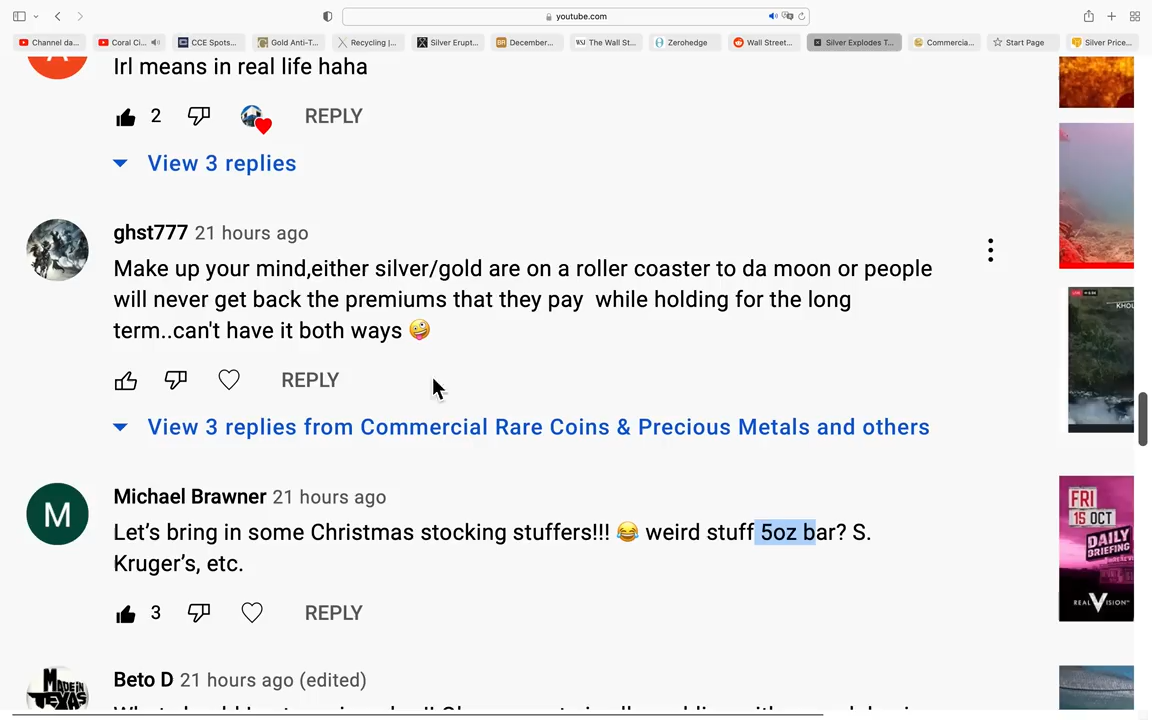 youtube.com
Channel da...
Coral Ci...
CCE Spots...
Gold Anti-T...
Recycling |...
Silver Erupt...
December...
WSJ The Wall St...
Zerohedge
Wall Street...
Silver Explodes T...
Commercia...
Start Page
Silver Price...
Irl means in real life haha
2 REPLY
View 3 replies
ghst777 21 hours ago
Make up your mind,either silver/gold are on a roller coaster to da moon or people
will never get back the premiums that they pay while holding for the long
term..can't have it both ways 🤪
REPLY
View 3 replies from Commercial Rare Coins & Precious Metals and others
M
Michael Brawner 21 hours ago
Let's bring in some Christmas stocking stuffers!!! 😂 weird stuff 5oz bar? S.
Kruger's, etc.
3 REPLY
MADE IN
TEXAS
Beto D 21 hours ago (edited)
FRI
15 OCT
DAILY
BRIEFING
REAL VISION